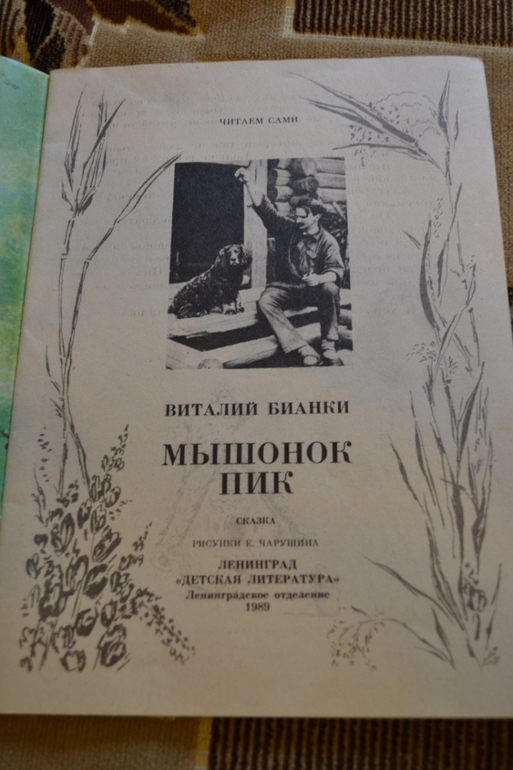 ЧИТАЕМ САМИ
ВИТАЛИЙ БИАНКИ
МЫШОНОК
ПИК
СКАЗКА
РИСУНКИ Е. ЧАРУШИНА
ЛЕНИНГРАД
«ДЕТСКАЯ ЛИТЕРАТУРА»
Ленинградское отделение
1989